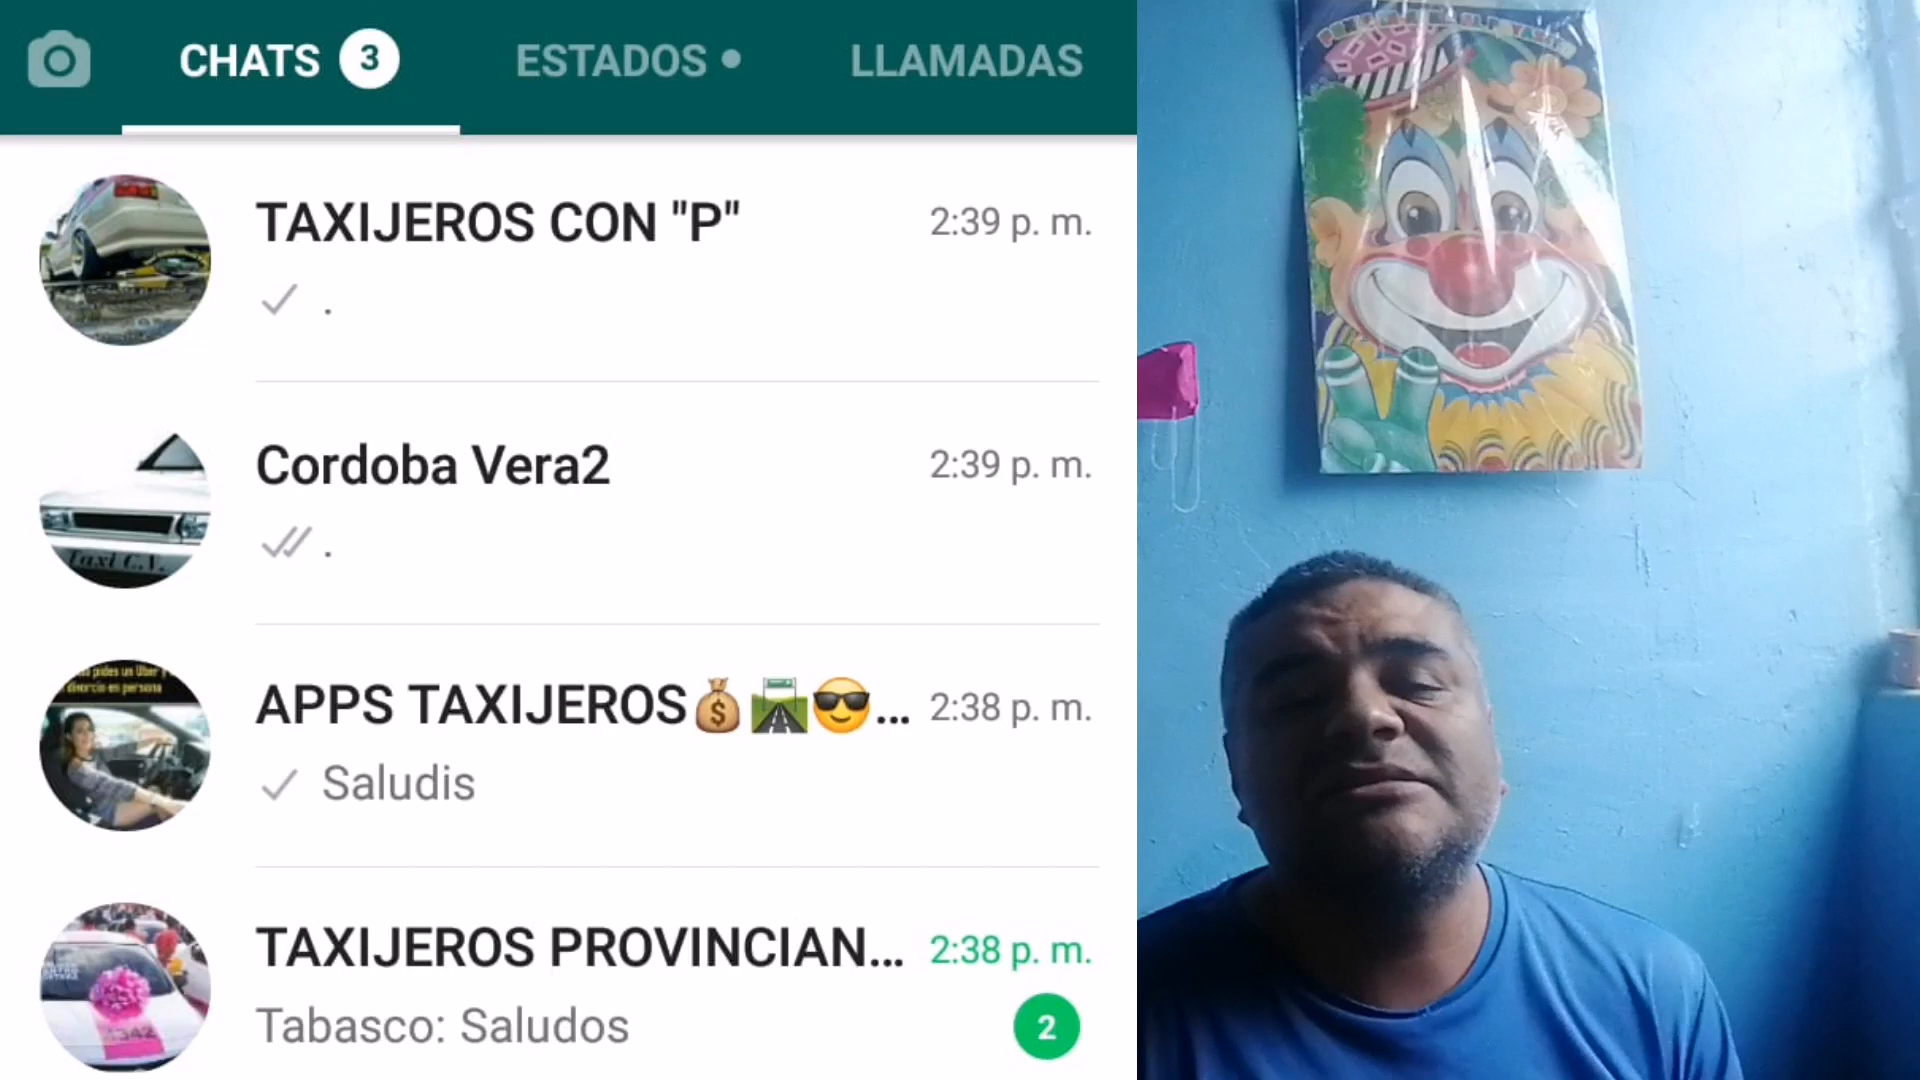 CHATS 3 ESTADOS • LLAMADAS
TAXIJEROS CON "P" 2:39 p. m.
.
Cordoba Vera2 2:39 p. m.
.
Taxi C.V.
APPS TAXIJEROS💰🛣️😎... 2:38 p. m.
Saludis
TAXIJEROS PROVINCIAN... 2:38 p. m.
Tabasco: Saludos 2